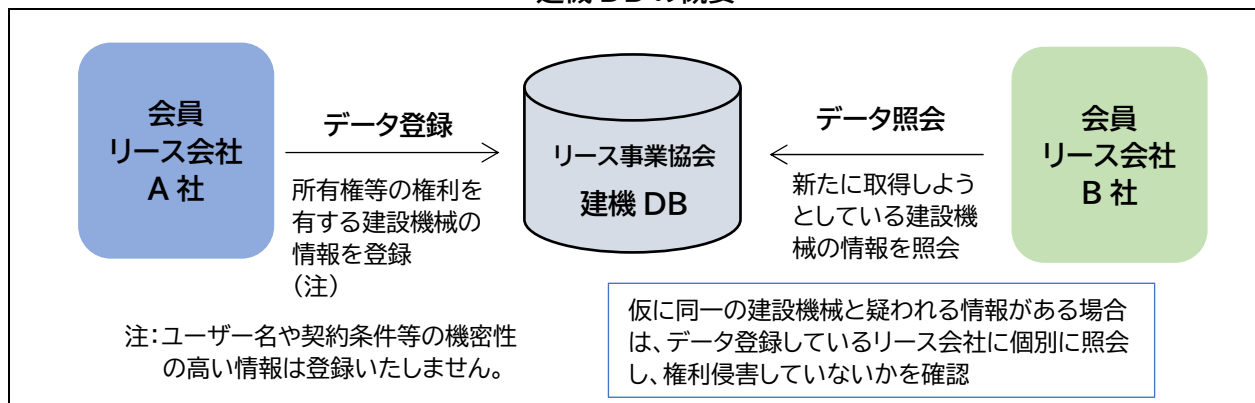 建機DBの概要
会員
リース会社
A 社
データ登録
所有権等の権利を
有する建設機械の
情報を登録
（注）
リース事業協会
建機 DB
データ照会
新たに取得しよう
としている建設機
械の情報を照会
会員
リース会社
B 社
注：ユーザー名や契約条件等の機密性
の高い情報は登録いたしません。
仮に同一の建設機械と疑われる情報がある場合
は、データ登録しているリース会社に個別に照会
し、権利侵害していないかを確認